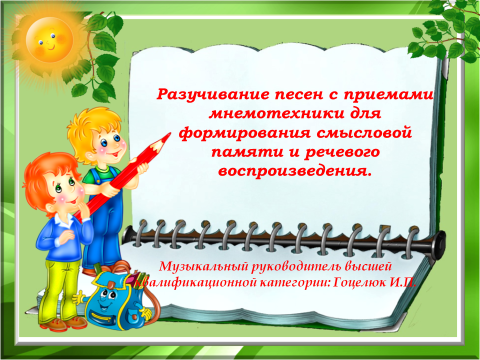 Разучивание песен с приемами
мнемотехники для
формирования смысловой
памяти и речевого
воспроизведения.
Музыкальный руководитель высшей
квалификационной категории: Гоцелюк И.П.